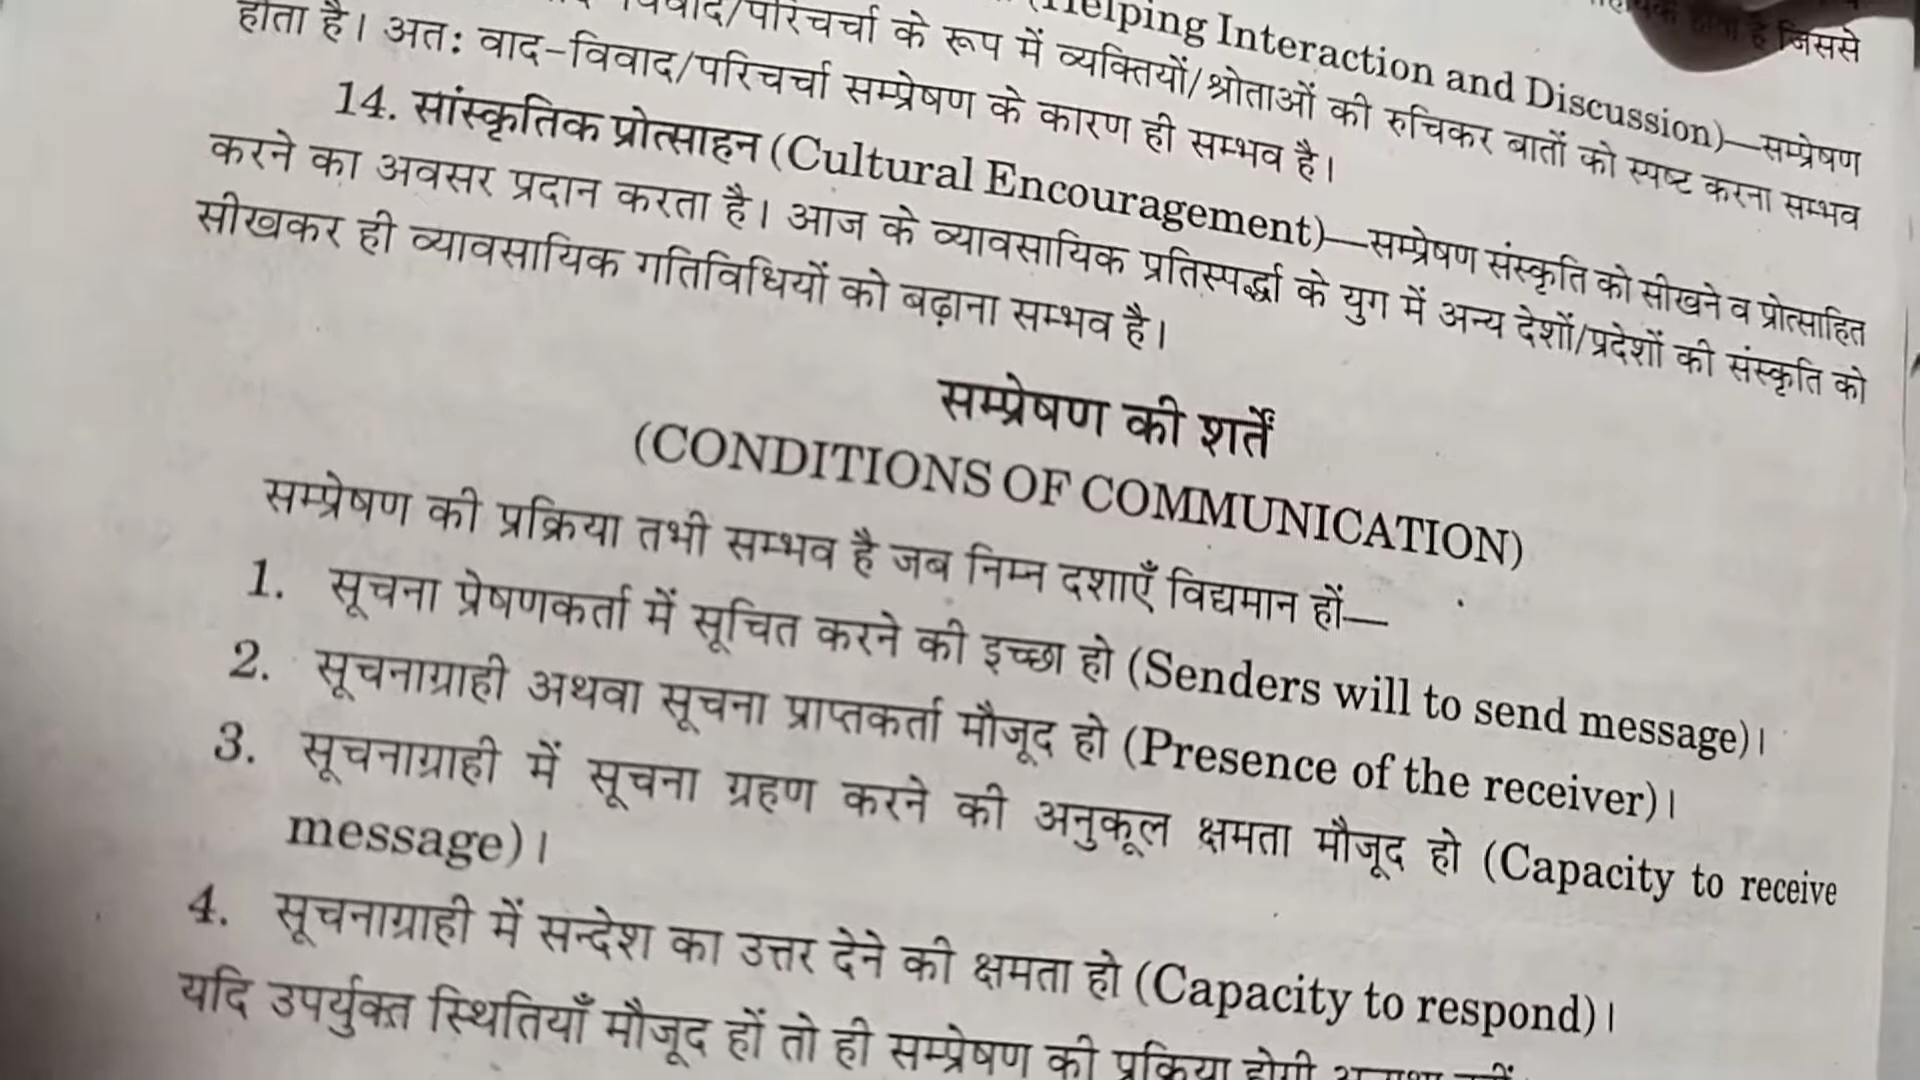 जिससे
(Helping Interaction and Discussion)—सम्प्रेषण
विवाद/परिचर्चा के रूप में व्यक्तियों/श्रोताओं की रुचिकर बातों को स्पष्ट करना सम्भव
होता है। अतः वाद-विवाद/परिचर्चा सम्प्रेषण के कारण ही सम्भव है।
14. सांस्कृतिक प्रोत्साहन (Cultural Encouragement)—सम्प्रेषण संस्कृति को सीखने व प्रोत्साहित
करने का अवसर प्रदान करता है। आज के व्यावसायिक प्रतिस्पर्द्धा के युग में अन्य देशों/प्रदेशों की संस्कृति को
सीखकर ही व्यावसायिक गतिविधियों को बढ़ाना सम्भव है।
सम्प्रेषण की शर्तें
(CONDITIONS OF COMMUNICATION)
सम्प्रेषण की प्रक्रिया तभी सम्भव है जब निम्न दशाएँ विद्यमान हों—
1. सूचना प्रेषणकर्ता में सूचित करने की इच्छा हो (Senders will to send message)।
2. सूचनाग्राही अथवा सूचना प्राप्तकर्ता मौजूद हो (Presence of the receiver)।
3. सूचनाग्राही में सूचना ग्रहण करने की अनुकूल क्षमता मौजूद हो (Capacity to receive
message)।
4. सूचनाग्राही में सन्देश का उत्तर देने की क्षमता हो (Capacity to respond)।
यदि उपर्युक्त स्थितियाँ मौजूद हों तो ही सम्प्रेषण की प्रक्रिया होगी